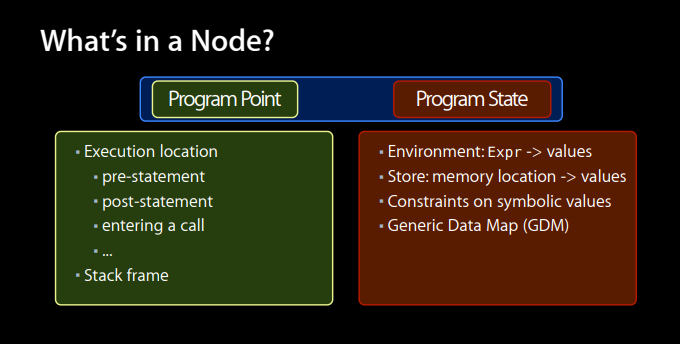 What's in a Node?
Program Point
Program State
▪ Execution location
▪ pre-statement
▪ post-statement
▪ entering a call
▪ ...
▪ Stack frame
▪ Environment: Expr -> values
▪ Store: memory location -> values
▪ Constraints on symbolic values
▪ Generic Data Map (GDM)